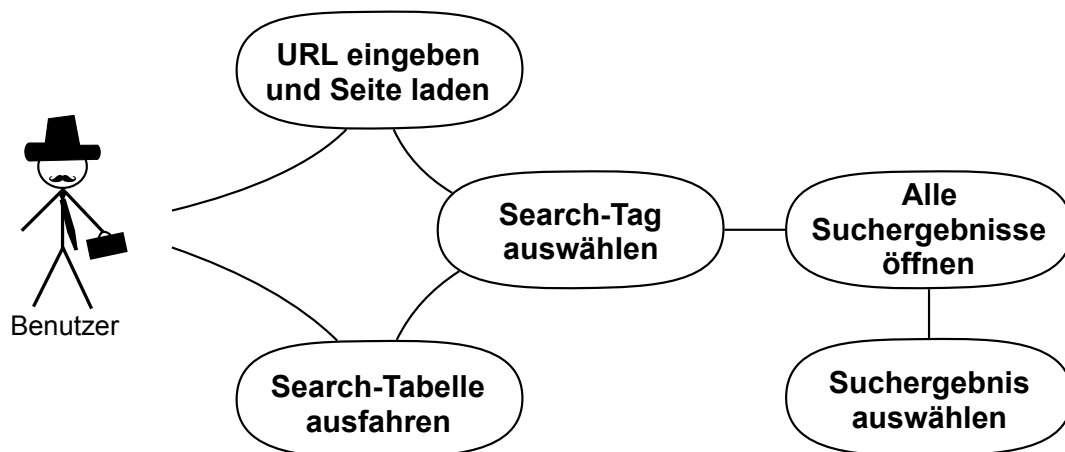 URL eingeben
und Seite laden
Benutzer
Search-Tag
auswählen
Alle
Suchergebnisse
öffnen
Search-Tabelle
ausfahren
Suchergebnis
auswählen